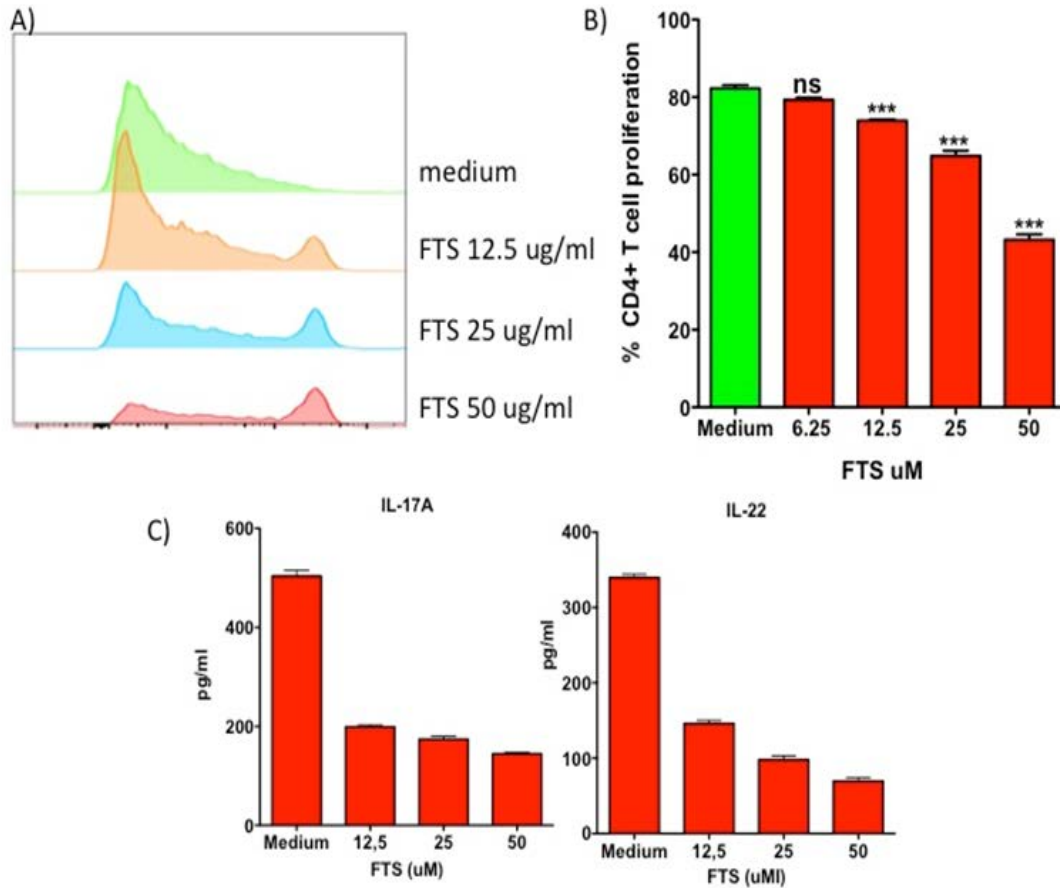 A)
medium
FTS 12.5 ug/ml
FTS 25 ug/ml
FTS 50 ug/ml
B)
% CD4+ T cell proliferation
100
80
60
40
20
0
ns
***
***
***
Medium 6.25 12.5 25 50
FTS uM
C)
IL-17A
pg/ml
600
400
200
0
Medium 12,5 25 50
FTS (uM)
IL-22
pg/ml
400
300
200
100
0
Medium 12,5 25 50
FTS (uMl)